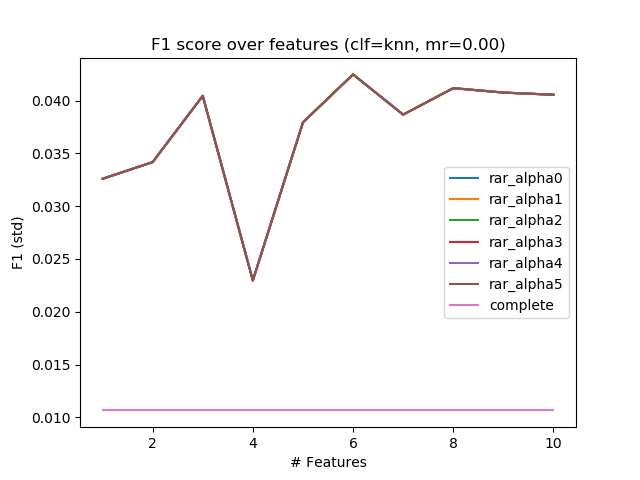 F1 score over features (clf=knn, mr=0.00)
F1 (std)
0.040
0.035
0.030
0.025
0.020
0.015
0.010
rar_alpha0
rar_alpha1
rar_alpha2
rar_alpha3
rar_alpha4
rar_alpha5
complete
2 4 6 8 10
# Features